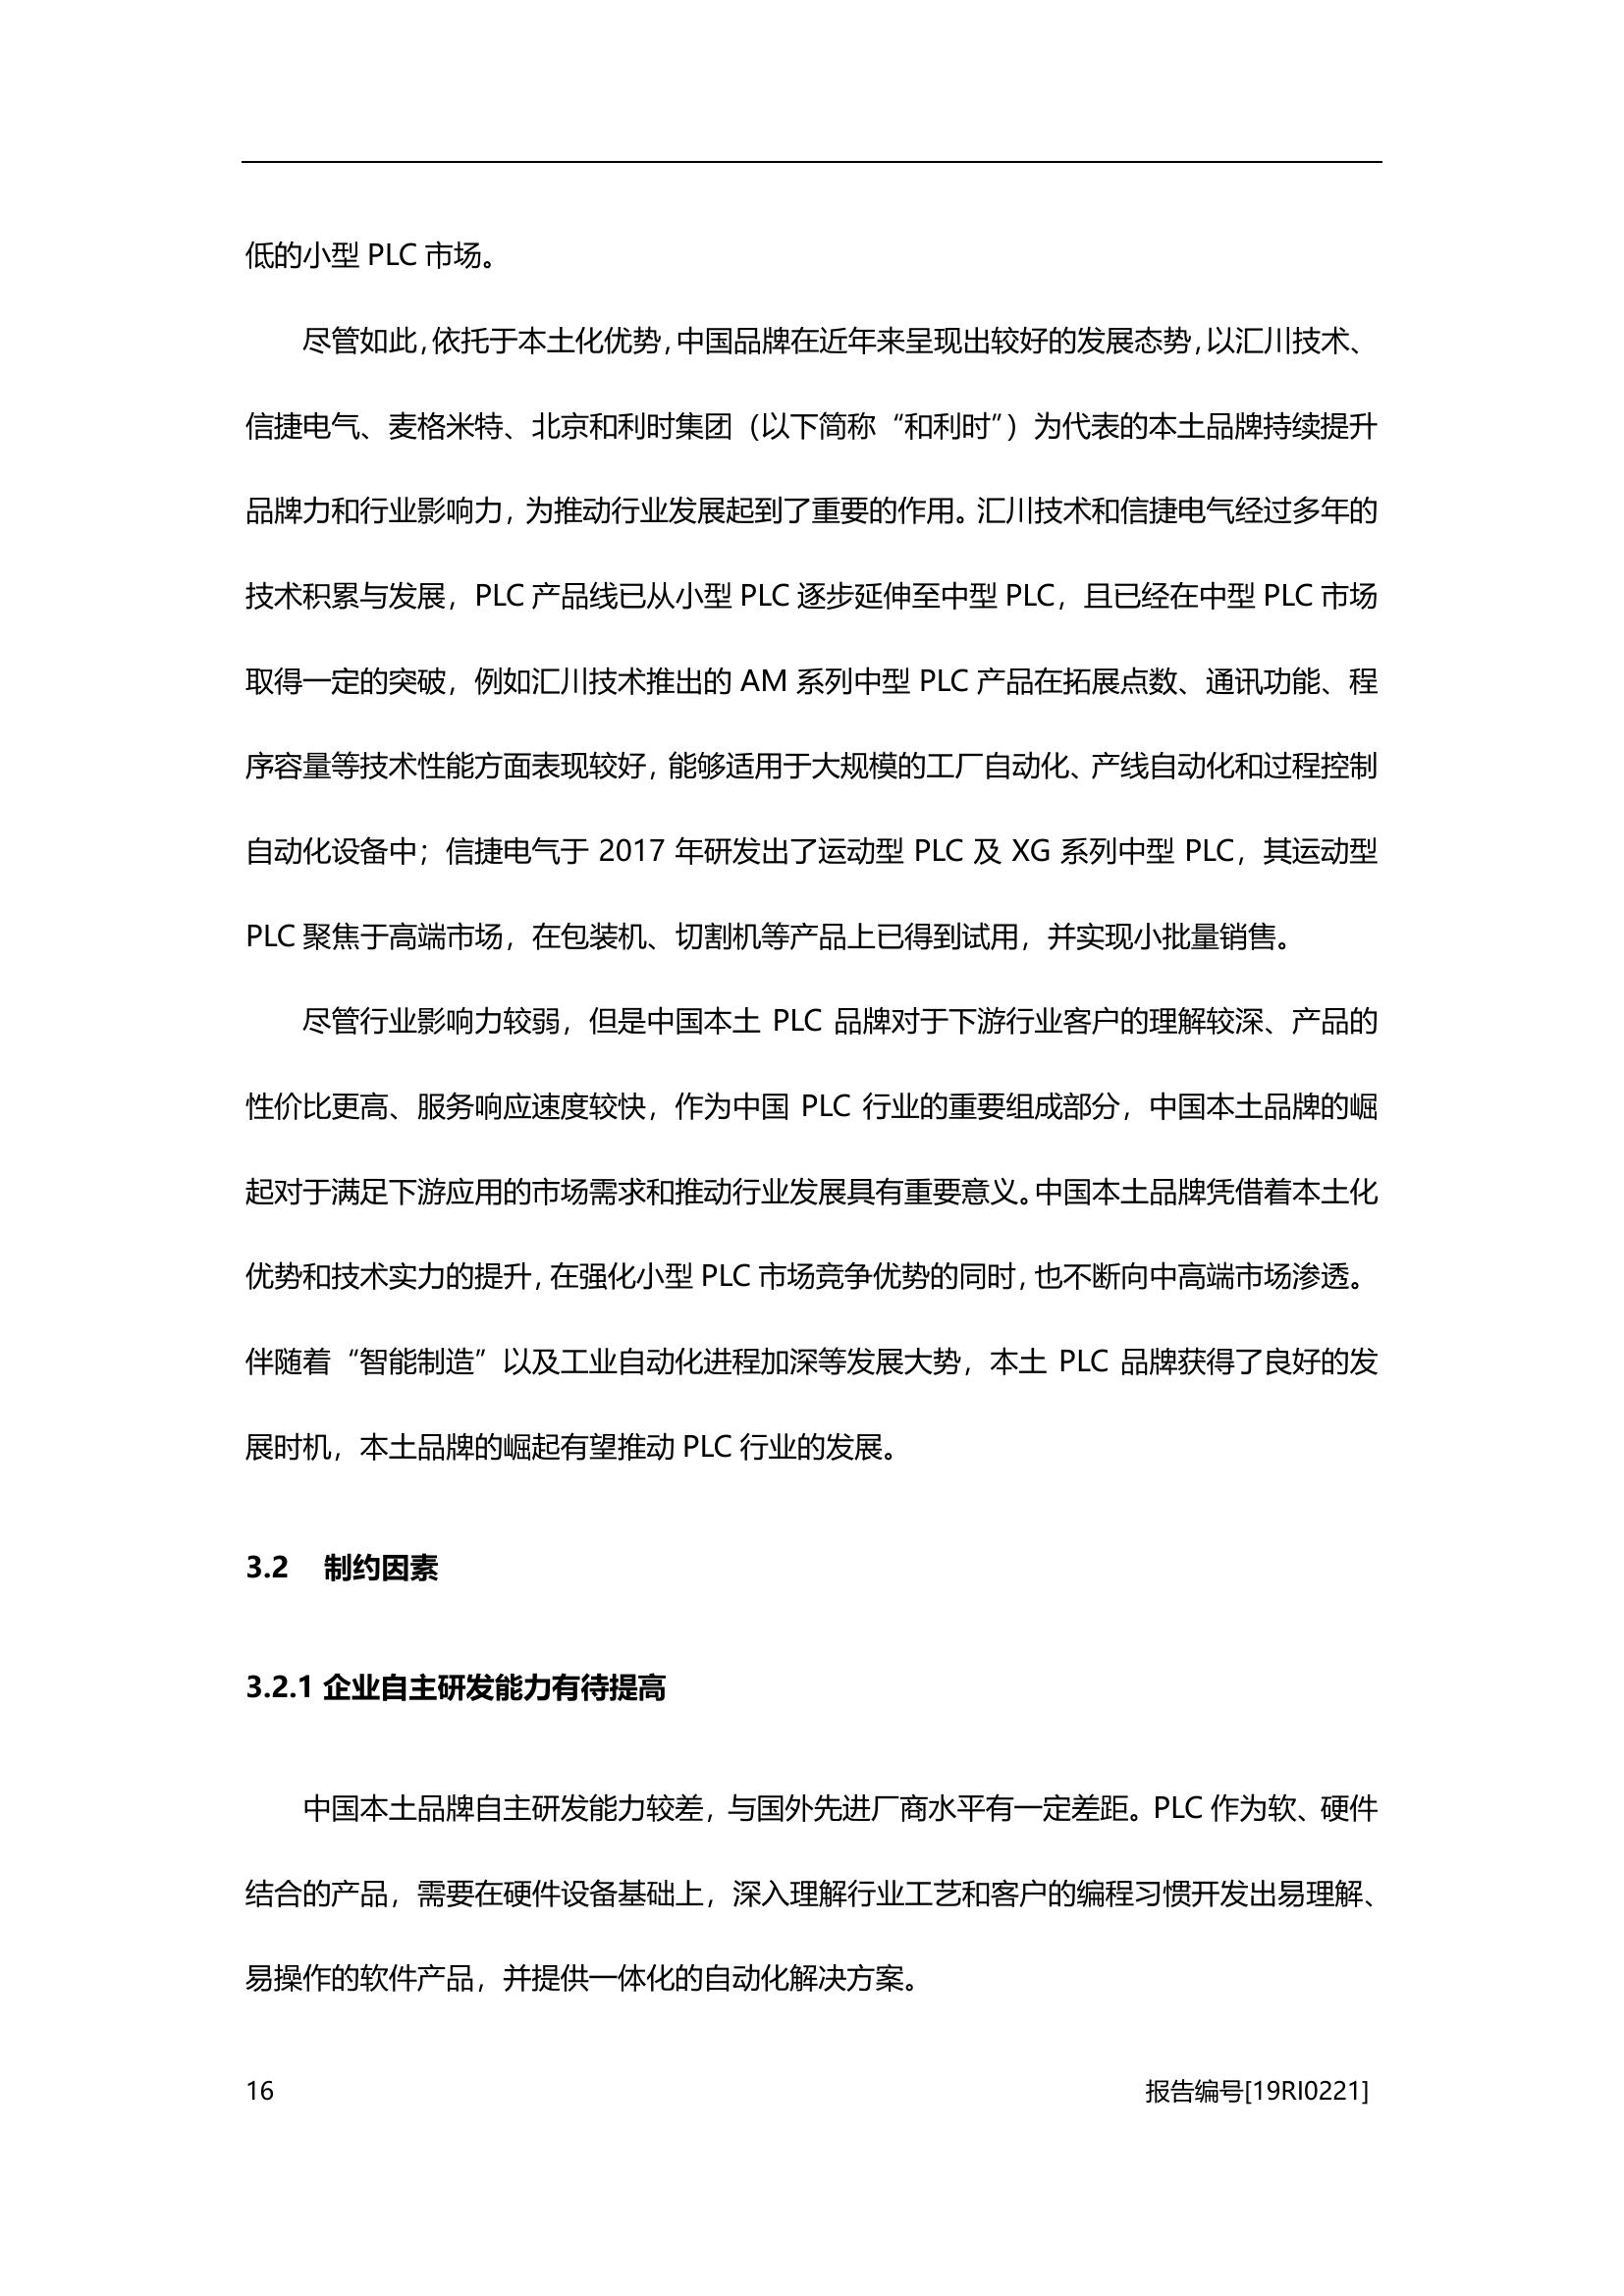 低的小型 PLC 市场。
尽管如此，依托于本土化优势，中国品牌在近年来呈现出较好的发展态势，以汇川技术、
信捷电气、麦格米特、北京和利时集团（以下简称“和利时”）为代表的本土品牌持续提升
品牌力和行业影响力，为推动行业发展起到了重要的作用。汇川技术和信捷电气经过多年的
技术积累与发展，PLC 产品线已从小型 PLC 逐步延伸至中型 PLC，且已经在中型 PLC 市场
取得一定的突破，例如汇川技术推出的 AM 系列中型 PLC 产品在拓展点数、通讯功能、程
序容量等技术性能方面表现较好，能够适用于大规模的工厂自动化、产线自动化和过程控制
自动化设备中；信捷电气于 2017 年研发出了运动型 PLC 及 XG 系列中型 PLC，其运动型
PLC 聚焦于高端市场，在包装机、切割机等产品上已得到试用，并实现小批量销售。
尽管行业影响力较弱，但是中国本土 PLC 品牌对于下游行业客户的理解较深、产品的
性价比更高、服务响应速度较快，作为中国 PLC 行业的重要组成部分，中国本土品牌的崛
起对于满足下游应用的市场需求和推动行业发展具有重要意义。中国本土品牌凭借着本土化
优势和技术实力的提升，在强化小型 PLC 市场竞争优势的同时，也不断向中高端市场渗透。
伴随着“智能制造”以及工业自动化进程加深等发展大势，本土 PLC 品牌获得了良好的发
展时机，本土品牌的崛起有望推动 PLC 行业的发展。
3.2 制约因素
3.2.1 企业自主研发能力有待提高
中国本土品牌自主研发能力较差，与国外先进厂商水平有一定差距。PLC 作为软、硬件
结合的产品，需要在硬件设备基础上，深入理解行业工艺和客户的编程习惯开发出易理解、
易操作的软件产品，并提供一体化的自动化解决方案。
16 报告编号[19RI0221]